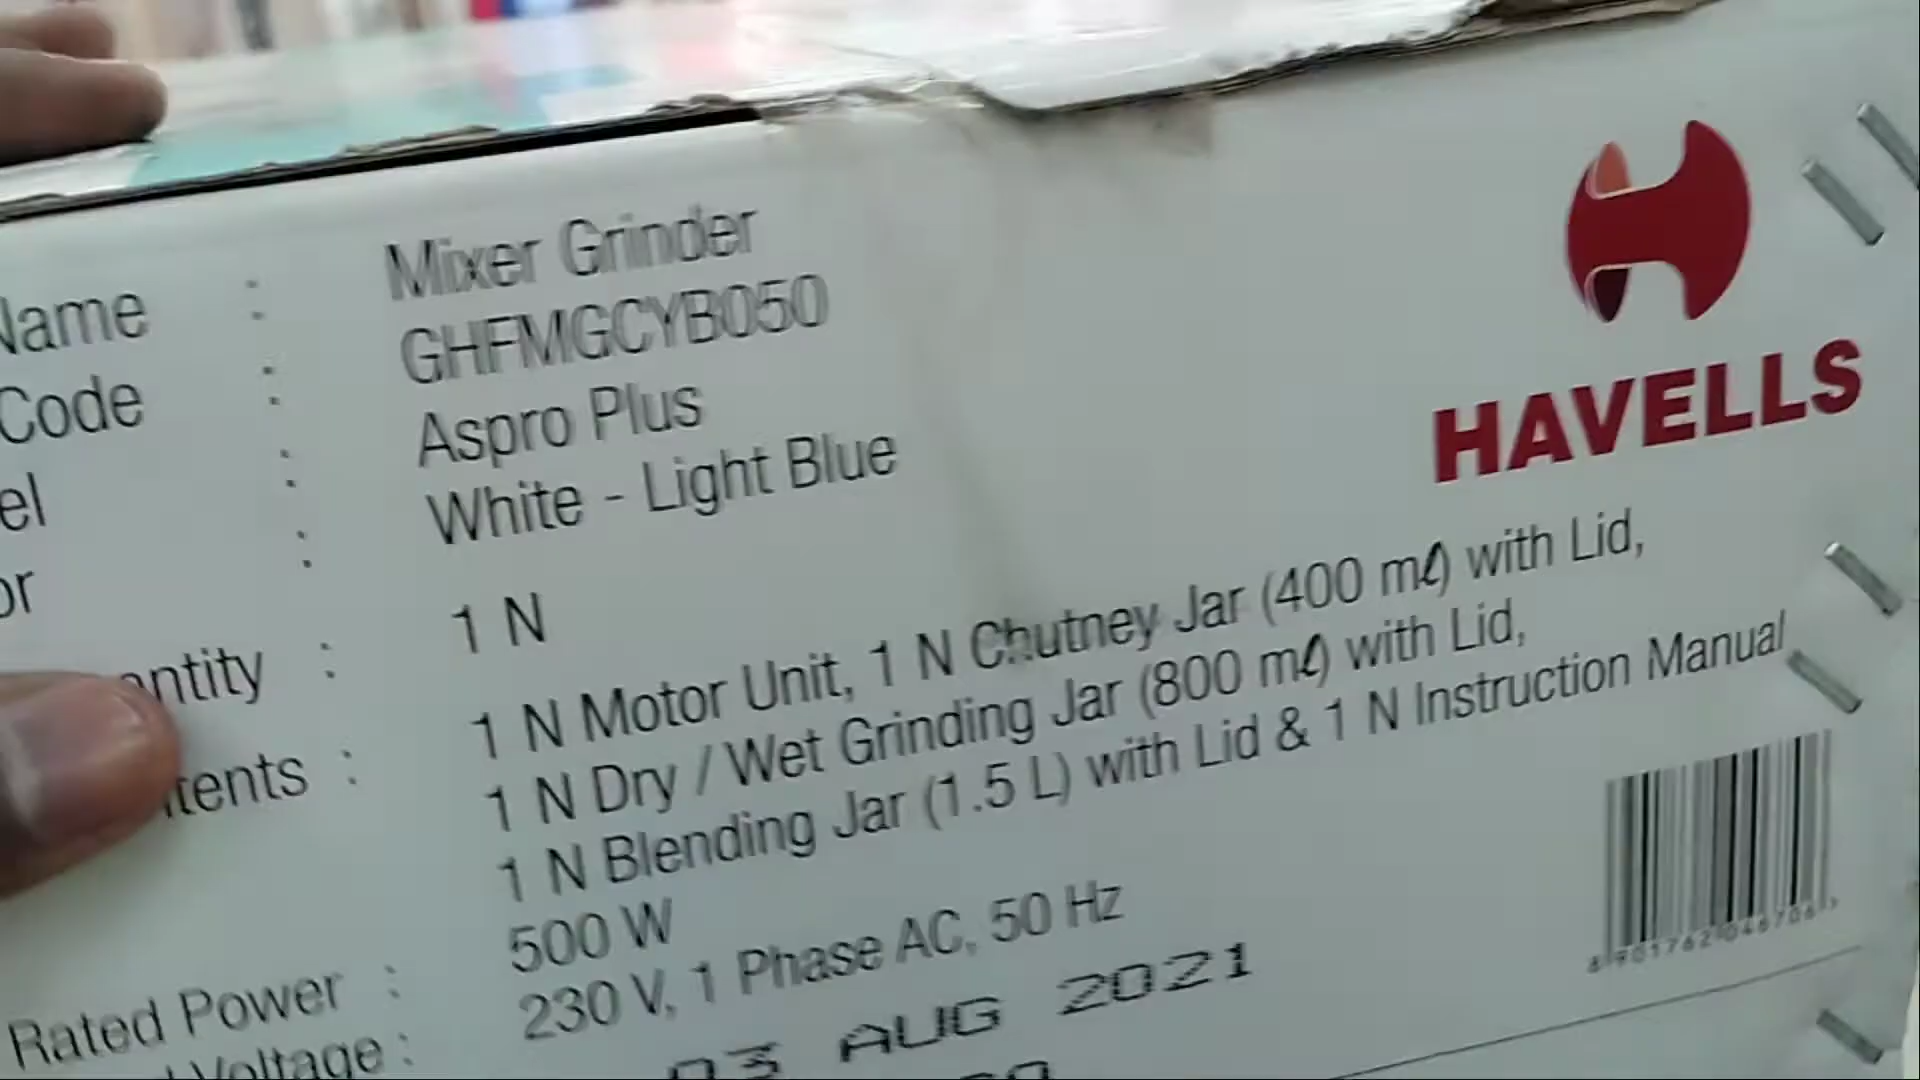 Name : Mixer Grinder
Code : GHFMGCYB050
el : Aspro Plus
or : White - Light Blue
antity : 1 N
tents : 1 N Motor Unit, 1 N Chutney Jar (400 mℓ) with Lid,
1 N Dry / Wet Grinding Jar (800 mℓ) with Lid,
1 N Blending Jar (1.5 L) with Lid & 1 N Instruction Manual
Rated Power : 500 W
Voltage : 230 V, 1 Phase AC, 50 Hz
03 AUG 2021
HAVELLS